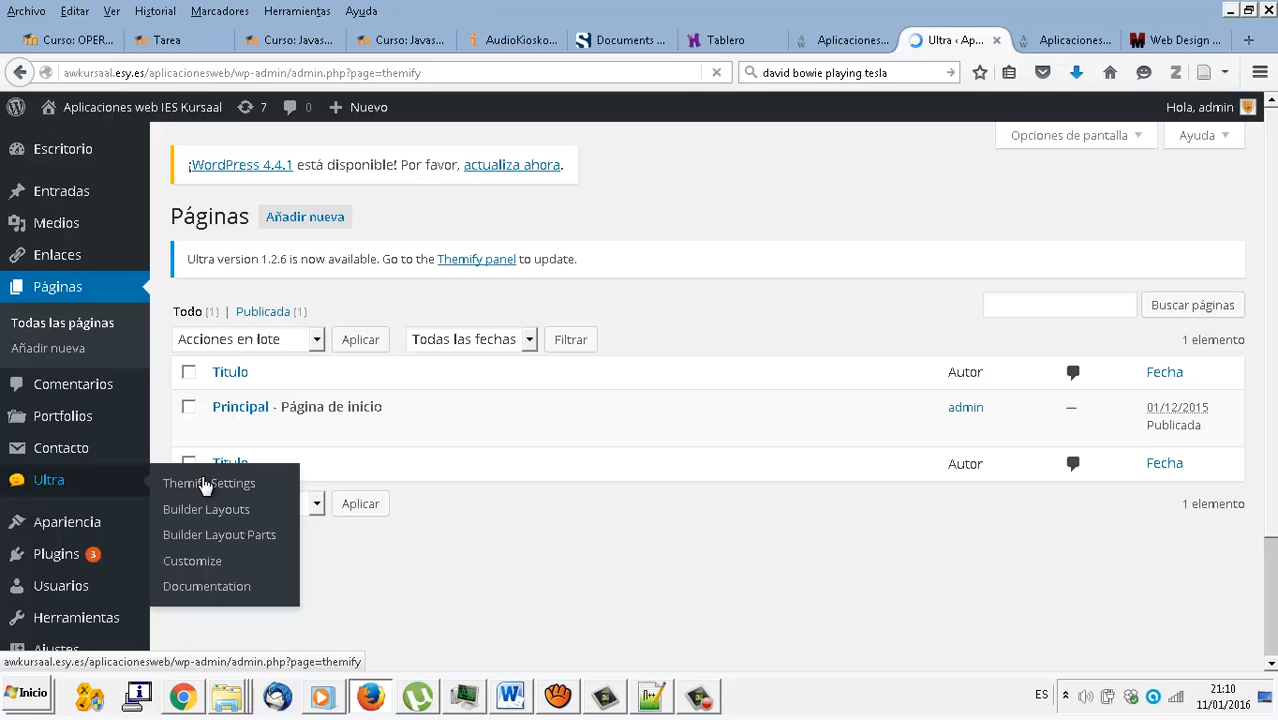 Archivo Editar Ver Historial Marcadores Herramientas Ayuda
Curso: OPER... Tarea Curso: Javas... Curso: Javas... AudioKiosko... Documents ... Tablero Aplicaciones... Ultra ‹ Ap... Aplicaciones... Web Design ...
awkursaal.esy.es/aplicacionesweb/wp-admin/admin.php?page=themify david bowie playing tesla
Aplicaciones web IES Kursaal 7 0 Nuevo Hola, admin
Opciones de pantalla Ayuda
Escritorio
Entradas
Medios
Enlaces
Páginas
Todas las páginas
Añadir nueva
Comentarios
Portfolios
Contacto
Ultra
Apariencia
Plugins 3
Usuarios
Herramientas
Ajustes
¡WordPress 4.4.1 está disponible! Por favor, actualiza ahora.
Páginas Añadir nueva
Ultra version 1.2.6 is now available. Go to the Themify panel to update.
Todo (1) | Publicada (1) Buscar páginas
Acciones en lote Aplicar Todas las fechas Filtrar 1 elemento
Título Autor Fecha
Principal - Página de inicio admin — 01/12/2015
Publicada
Título Autor Fecha
Aplicar 1 elemento
Themify Settings
Builder Layouts
Builder Layout Parts
Customize
Documentation
awkursaal.esy.es/aplicacionesweb/wp-admin/admin.php?page=themify
Inicio ES 21:10
11/01/2016